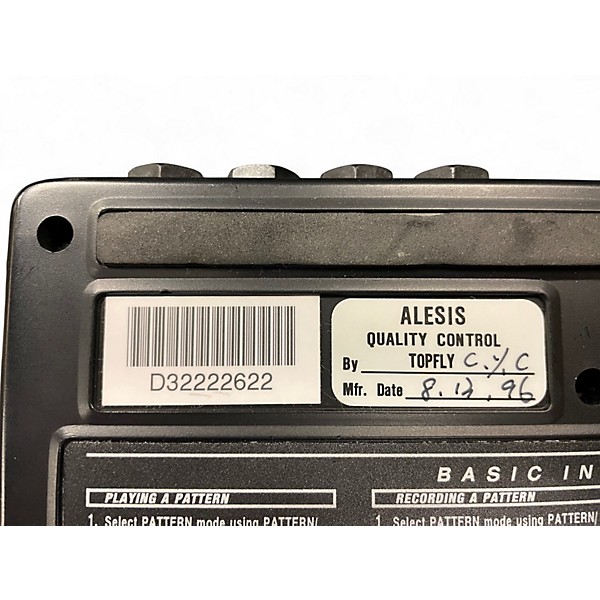 D32222622
ALESIS
QUALITY CONTROL
By TOPFLY C.Y.C
Mfr. Date 8.12.96
BASIC IN
PLAYING A PATTERN
RECORDING A PATTERN
1. Select PATTERN mode using PATTERN/
1. Select PATTERN mode using PATTERN/